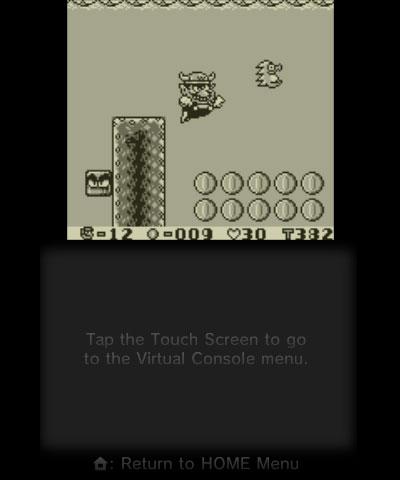 -12 -009 ♡30 T382
Tap the Touch Screen to go
to the Virtual Console menu.
: Return to HOME Menu